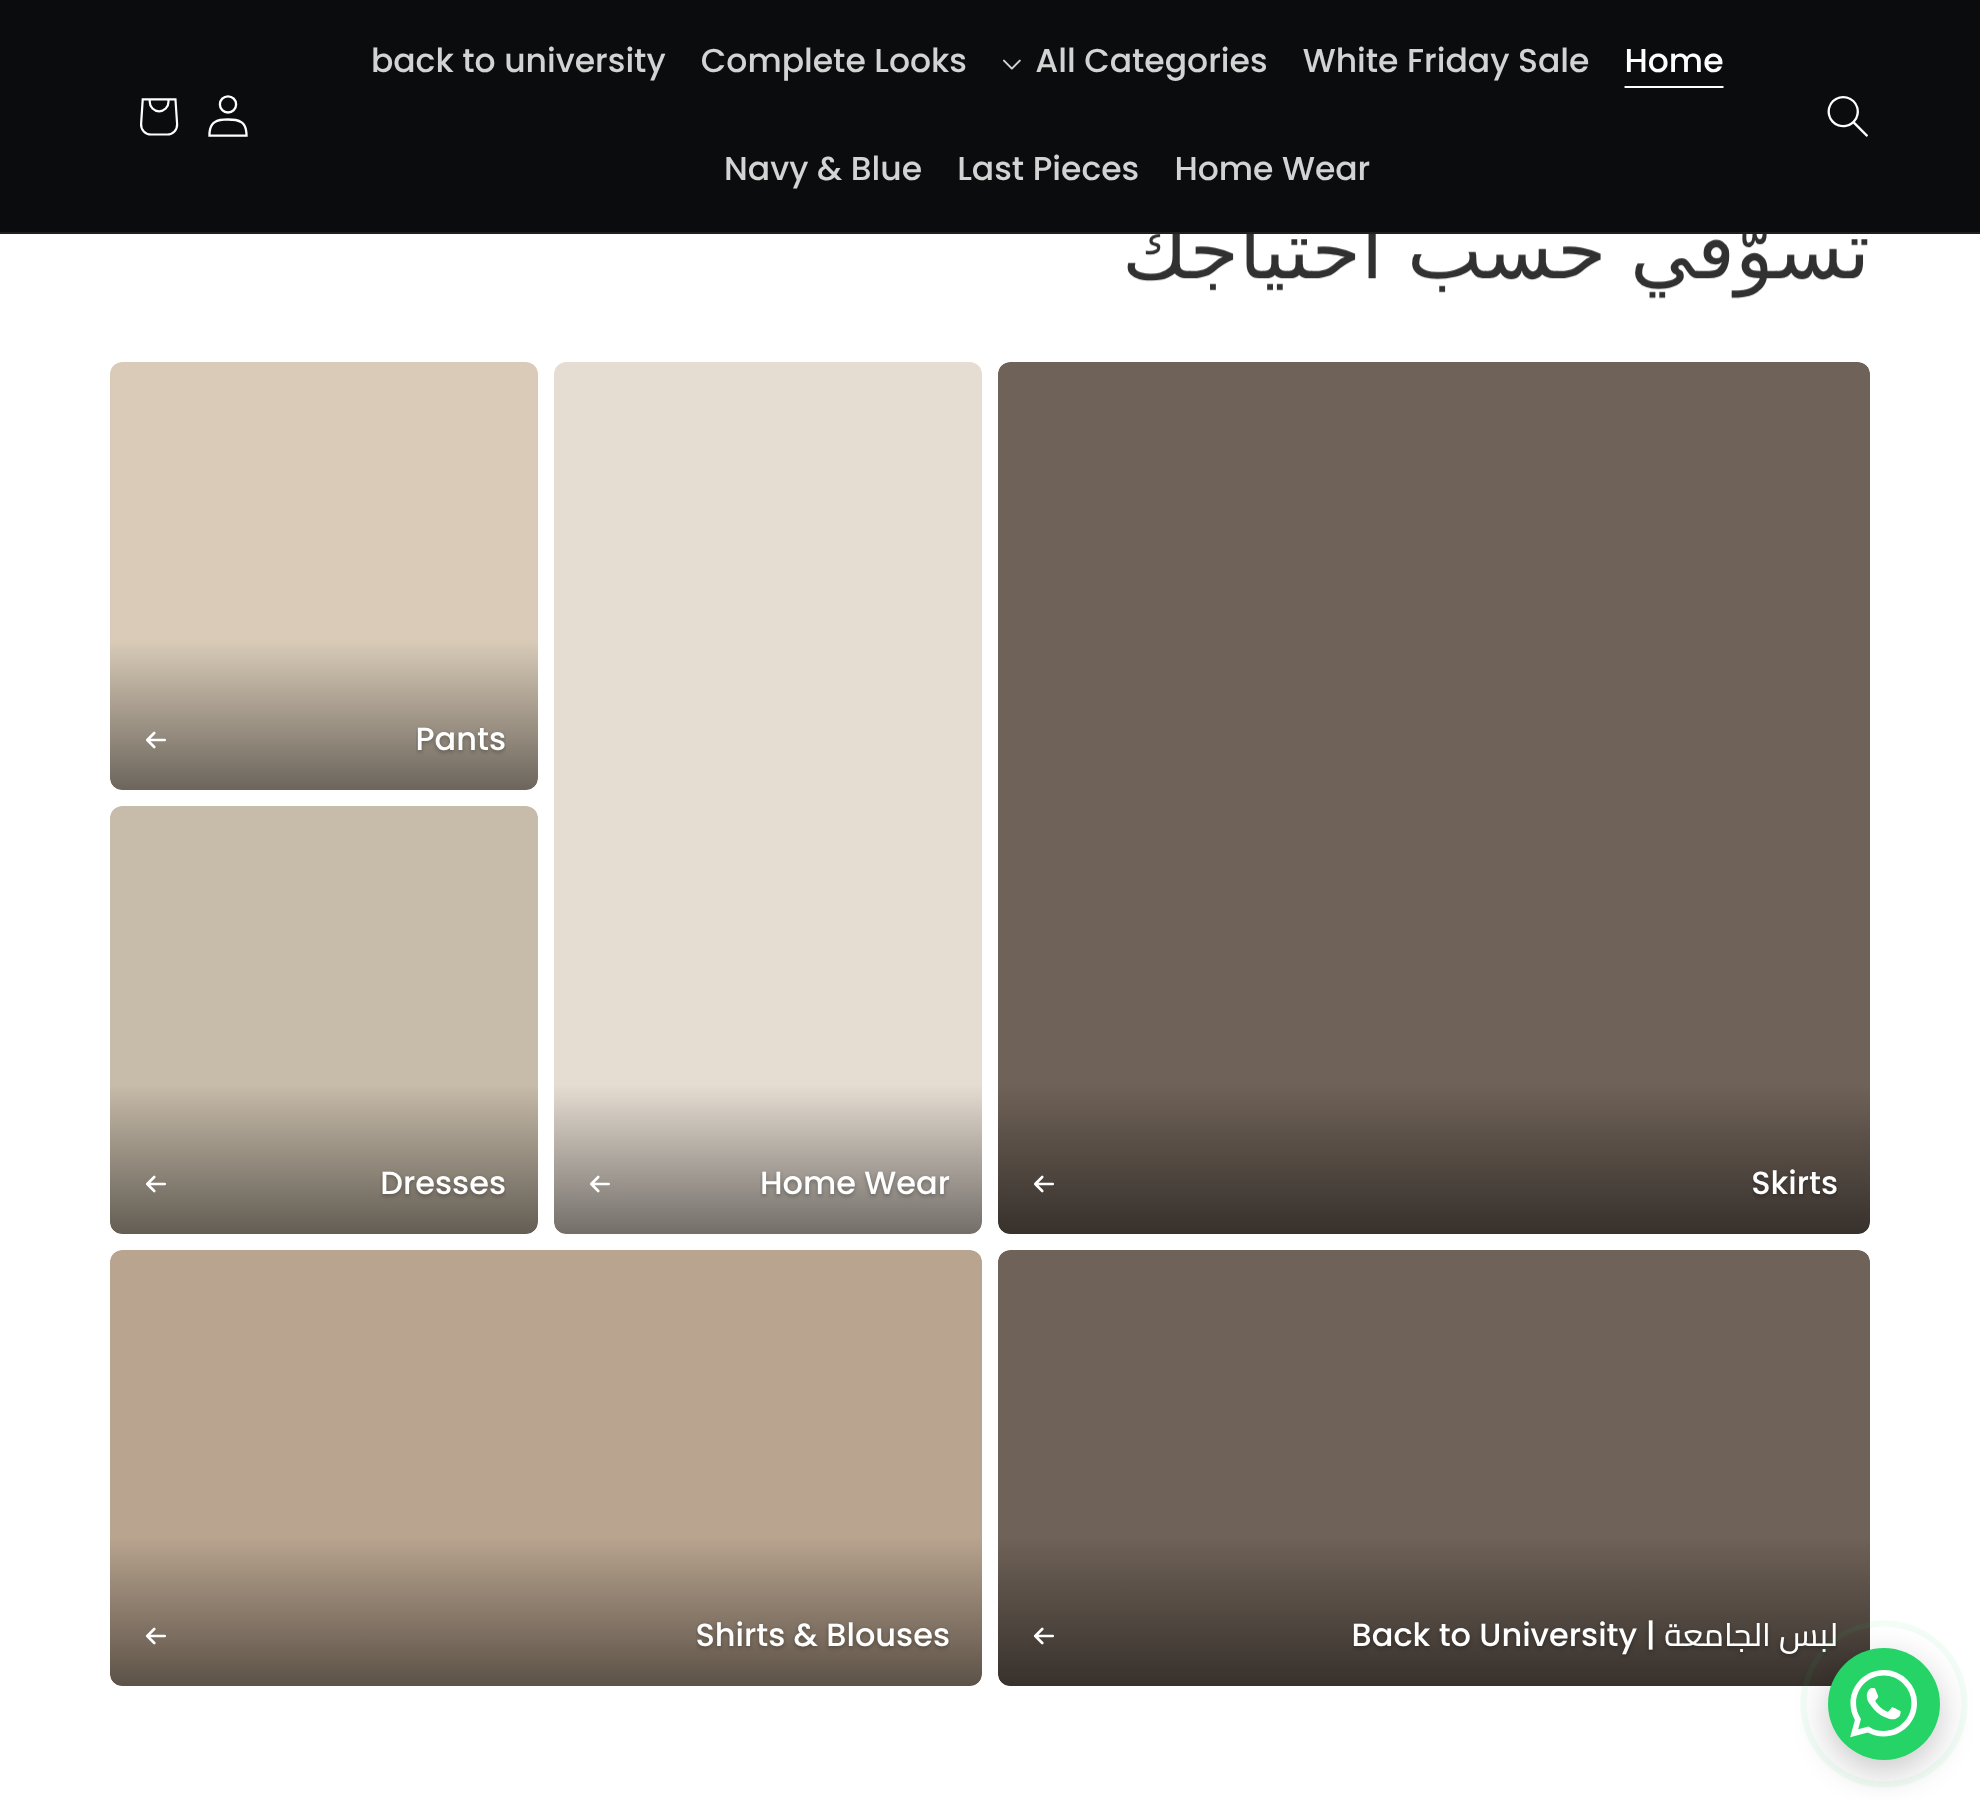 Home White Friday Sale All Categories Complete Looks back to university
Home Wear Last Pieces Navy & Blue
تسوّقي حسب احتياجك
Skirts
Home Wear
Pants
Dresses
Back to University | لبس الجامعة
Shirts & Blouses